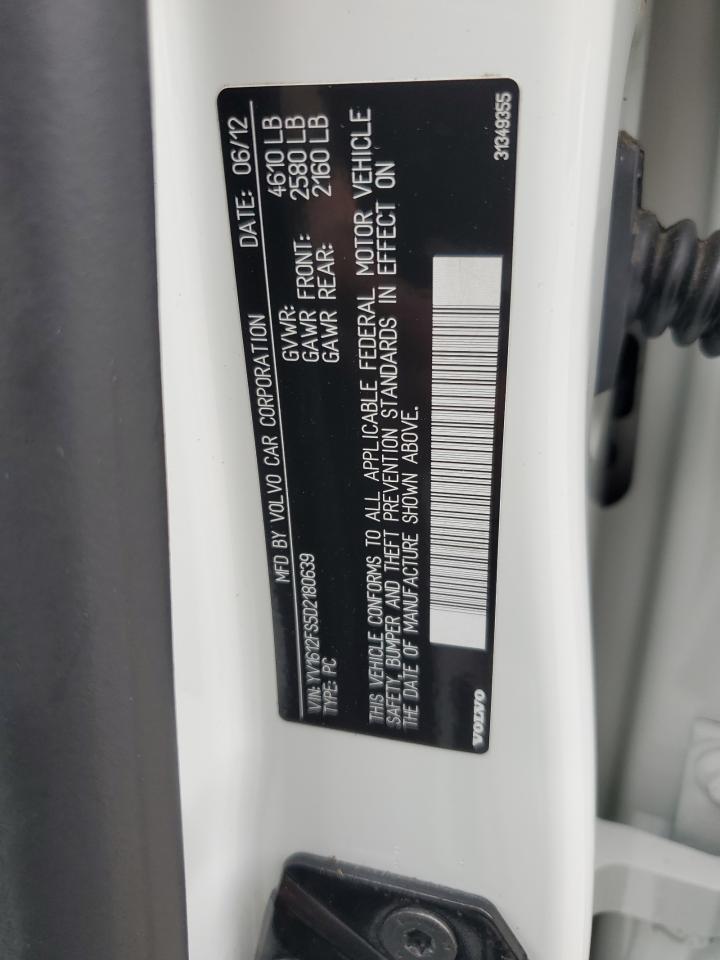 MFD BY VOLVO CAR CORPORATION DATE: 06/12
VIN: YV1612FS5D2180639 GVWR: 4610 LB
TYPE: PC GAWR FRONT: 2580 LB
GAWR REAR: 2160 LB
THIS VEHICLE CONFORMS TO ALL APPLICABLE FEDERAL MOTOR VEHICLE
SAFETY, BUMPER AND THEFT PREVENTION STANDARDS IN EFFECT ON
THE DATE OF MANUFACTURE SHOWN ABOVE.
VOLVO 31349355